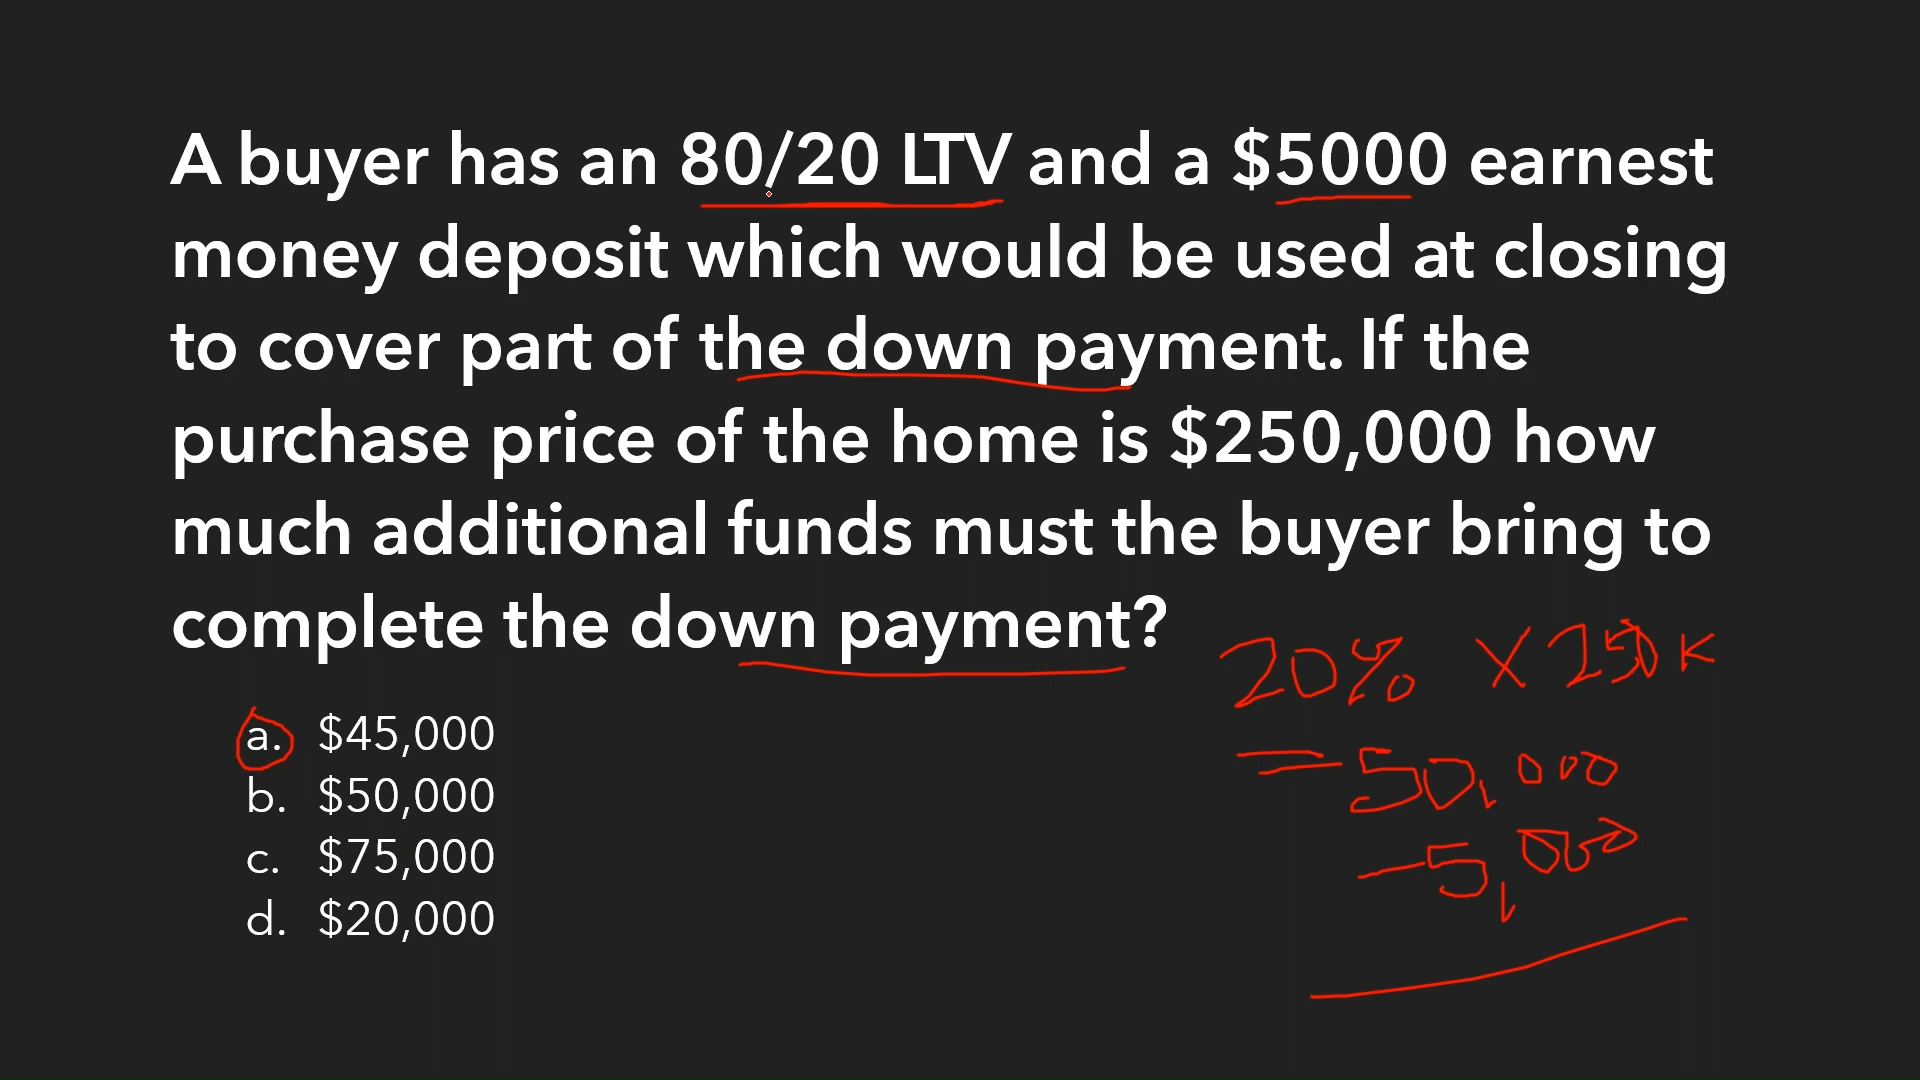 A buyer has an 80/20 LTV and a $5000 earnest
money deposit which would be used at closing
to cover part of the down payment. If the
purchase price of the home is $250,000 how
much additional funds must the buyer bring to
complete the down payment?
20% x 250 K
= 50,000
- 5,000
a. $45,000
b. $50,000
c. $75,000
d. $20,000